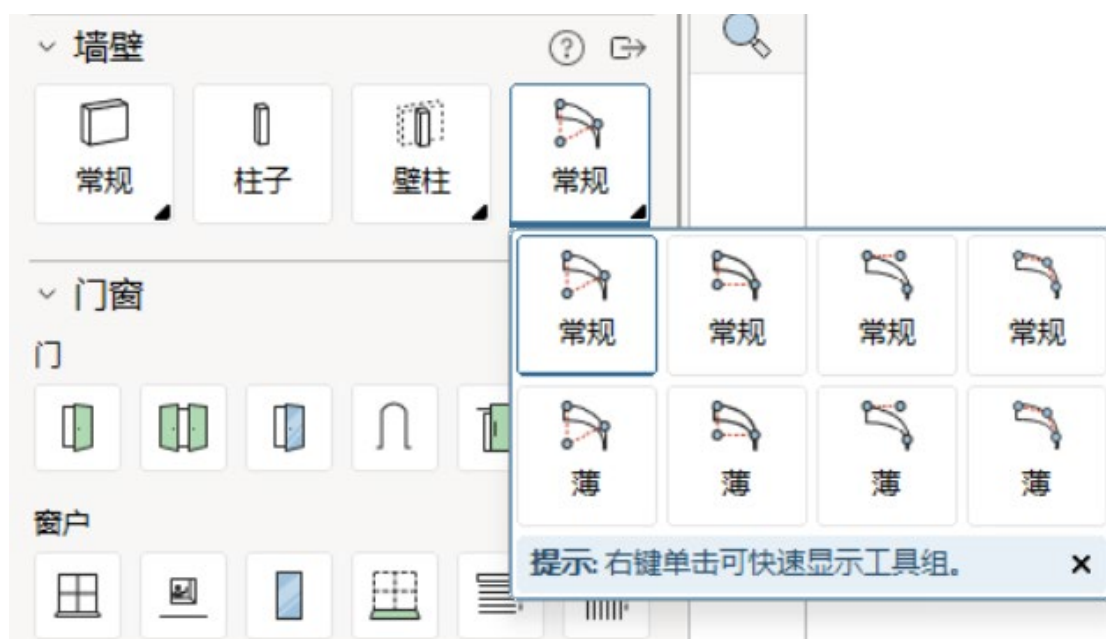 墙壁
常规 柱子 壁柱 常规
门窗
门
常规 常规 常规 常规
薄 薄 薄 薄
窗户
提示: 右键单击可快速显示工具组。